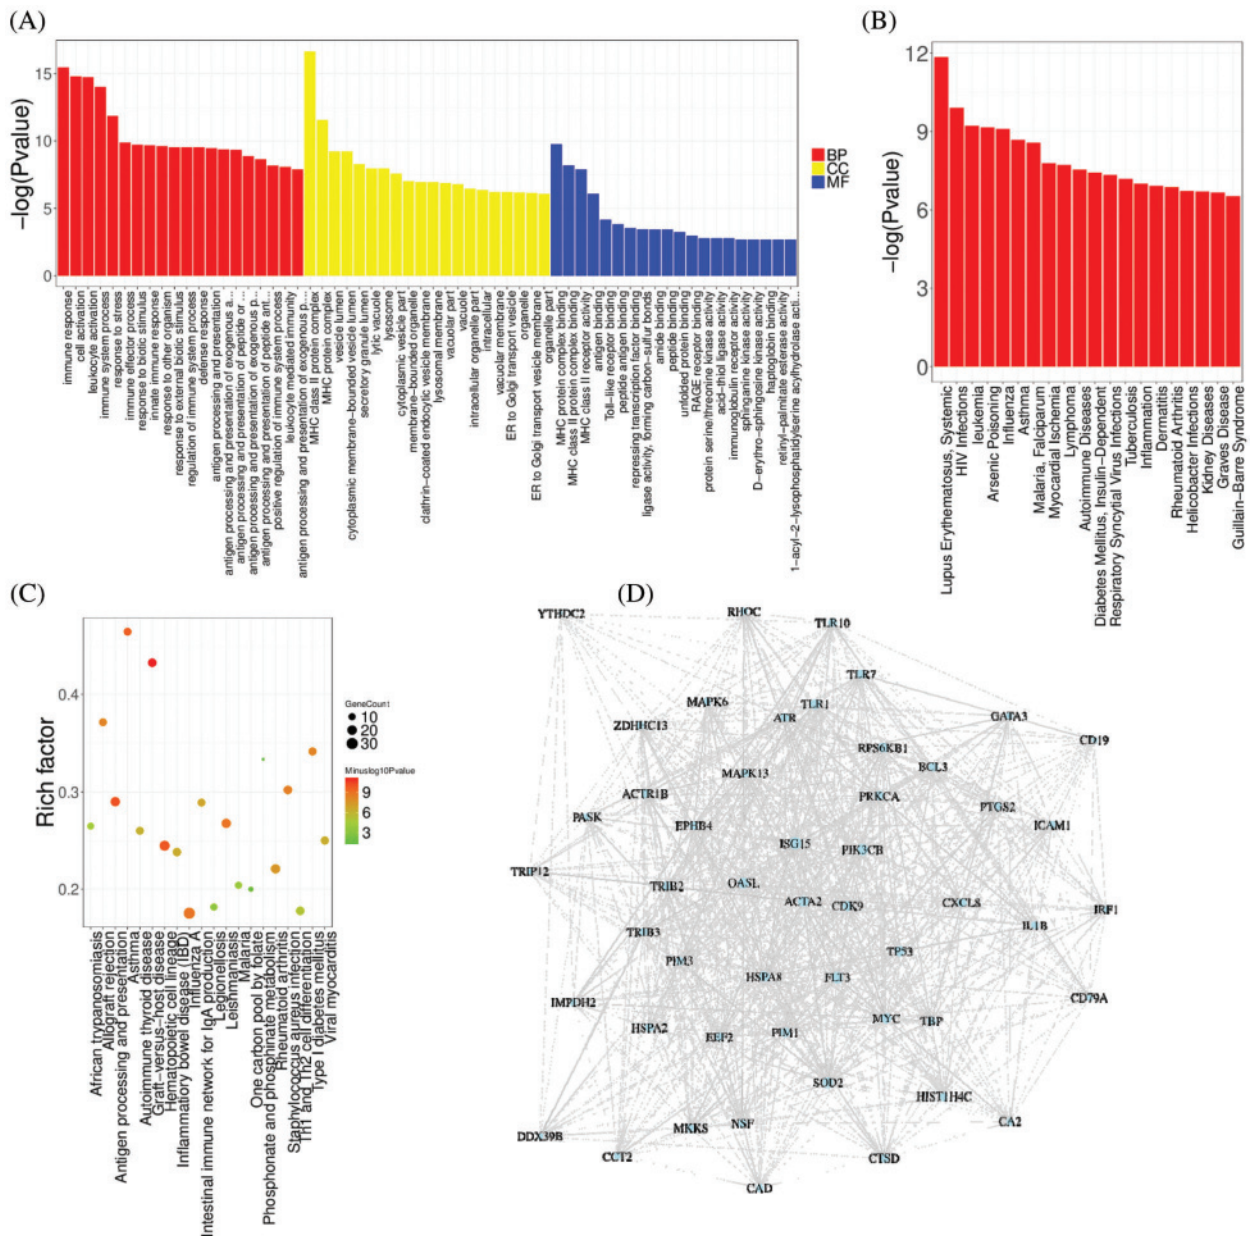 (A)
−log(Pvalue)
15
10
5
0
BP
CC
MF
immune response
cell activation
leukocyte activation
immune system process
response to stress
immune effector process
response to biotic stimulus
innate immune response
response to other organism
response to external biotic stimulus
regulation of immune system process
defense response
antigen processing and presentation
antigen processing and presentation of exogenous a...
antigen processing and presentation of peptide or ...
antigen processing and presentation of exogenous p...
antigen processing and presentation of peptide ant...
positive regulation of immune system process
leukocyte mediated immunity
antigen processing and presentation of exogenous p...
MHC class II protein complex
MHC protein complex
vesicle lumen
cytoplasmic membrane−bounded vesicle lumen
secretory granule lumen
lytic vacuole
lysosome
cytoplasmic vesicle part
membrane−bounded organelle
clathrin−coated endocytic vesicle membrane
lysosomal membrane
vacuolar part
vacuole
intracellular organelle part
intracellular
vacuolar membrane
ER to Golgi transport vesicle
organelle
ER to Golgi transport vesicle membrane
organelle part
MHC protein complex binding
MHC class II protein complex binding
MHC class II receptor activity
antigen binding
Toll−like receptor binding
peptide antigen binding
repressing transcription factor binding
ligase activity, forming carbon−sulfur bonds
amide binding
peptide binding
unfolded protein binding
RAGE receptor binding
protein serine/threonine kinase activity
acid−thiol ligase activity
immunoglobulin receptor activity
sphinganine kinase activity
D−erythro−sphingosine kinase activity
haptoglobin binding
retinyl−palmitate esterase activity
1−acyl−2−lysophosphatidylserine acylhydrolase acti...
(B)
−log(Pvalue)
12
9
6
3
0
Lupus Erythematosus, Systemic
HIV Infections
leukemia
Arsenic Poisoning
Influenza
Asthma
Malaria, Falciparum
Myocardial Ischemia
Lymphoma
Autoimmune Diseases
Diabetes Mellitus, Insulin−Dependent
Respiratory Syncytial Virus Infections
Tuberculosis
Inflammation
Dermatitis
Rheumatoid Arthritis
Helicobacter Infections
Kidney Diseases
Graves Disease
Guillain−Barre Syndrome
(C)
Rich factor
0.4
0.3
0.2
GeneCount
10
20
30
Minuslog10Pvalue
9
6
3
African trypanosomiasis
Allograft rejection
Antigen processing and presentation
Asthma
Autoimmune thyroid disease
Graft−versus−host disease
Hematopoietic cell lineage
Inflammatory bowel disease (IBD)
Influenza A
Intestinal immune network for IgA production
Legionellosis
Leishmaniasis
Malaria
One carbon pool by folate
Phosphonate and phosphinate metabolism
Rheumatoid arthritis
Staphylococcus aureus infection
Th1 and Th2 cell differentiation
Type I diabetes mellitus
Viral myocarditis
(D)
YTHDC2
RHOC
TLR10
TLR7
MAPK6
TLR1
ATR
GATA3
ZDHHC13
CD19
RPS6KB1
BCL3
MAPK13
ACTR1B
PRKCA
PTGS2
PASK
EPHB4
ICAM1
ISG15
PIK3CB
TRIP12
TRIB2
OASL
ACTA2
CDK9
CXCL8
IRF1
IL1B
TRIB3
TP53
PIM3
HSPA8
FLT3
IMPDH2
CD79A
HSPA2
EEF2
PIM1
MYC
TBP
SOD2
HIST1H4C
CA2
DDX39B
MKKS
NSF
CCT2
CTSD
CAD